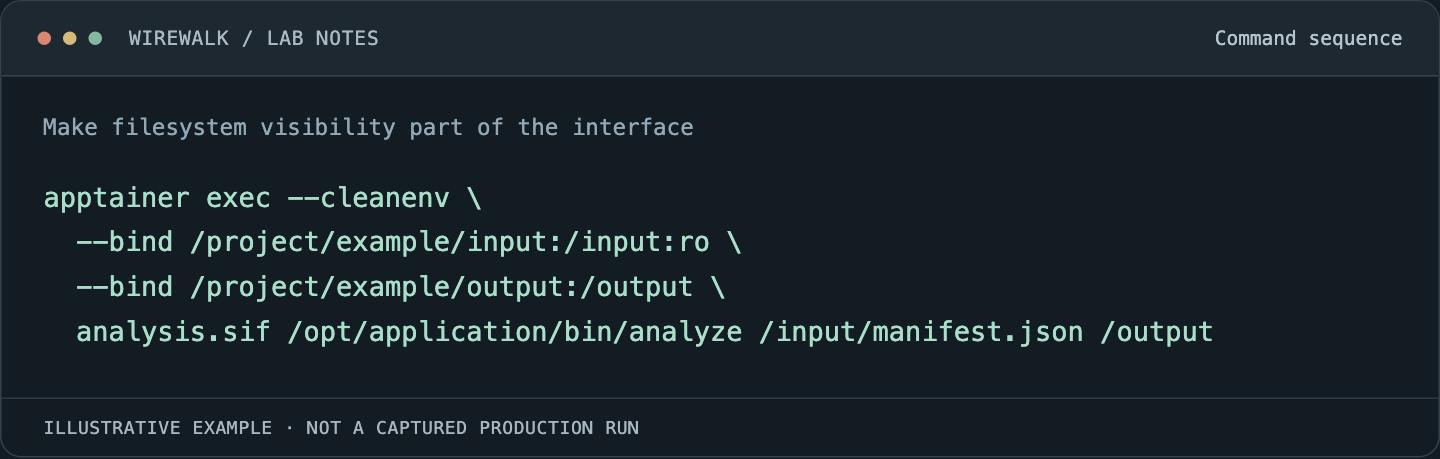 WIREWALK / LAB NOTES
Command sequence
Make filesystem visibility part of the interface
apptainer exec --cleanenv \
--bind /project/example/input:/input:ro \
--bind /project/example/output:/output \
analysis.sif /opt/application/bin/analyze /input/manifest.json /output
ILLUSTRATIVE EXAMPLE · NOT A CAPTURED PRODUCTION RUN